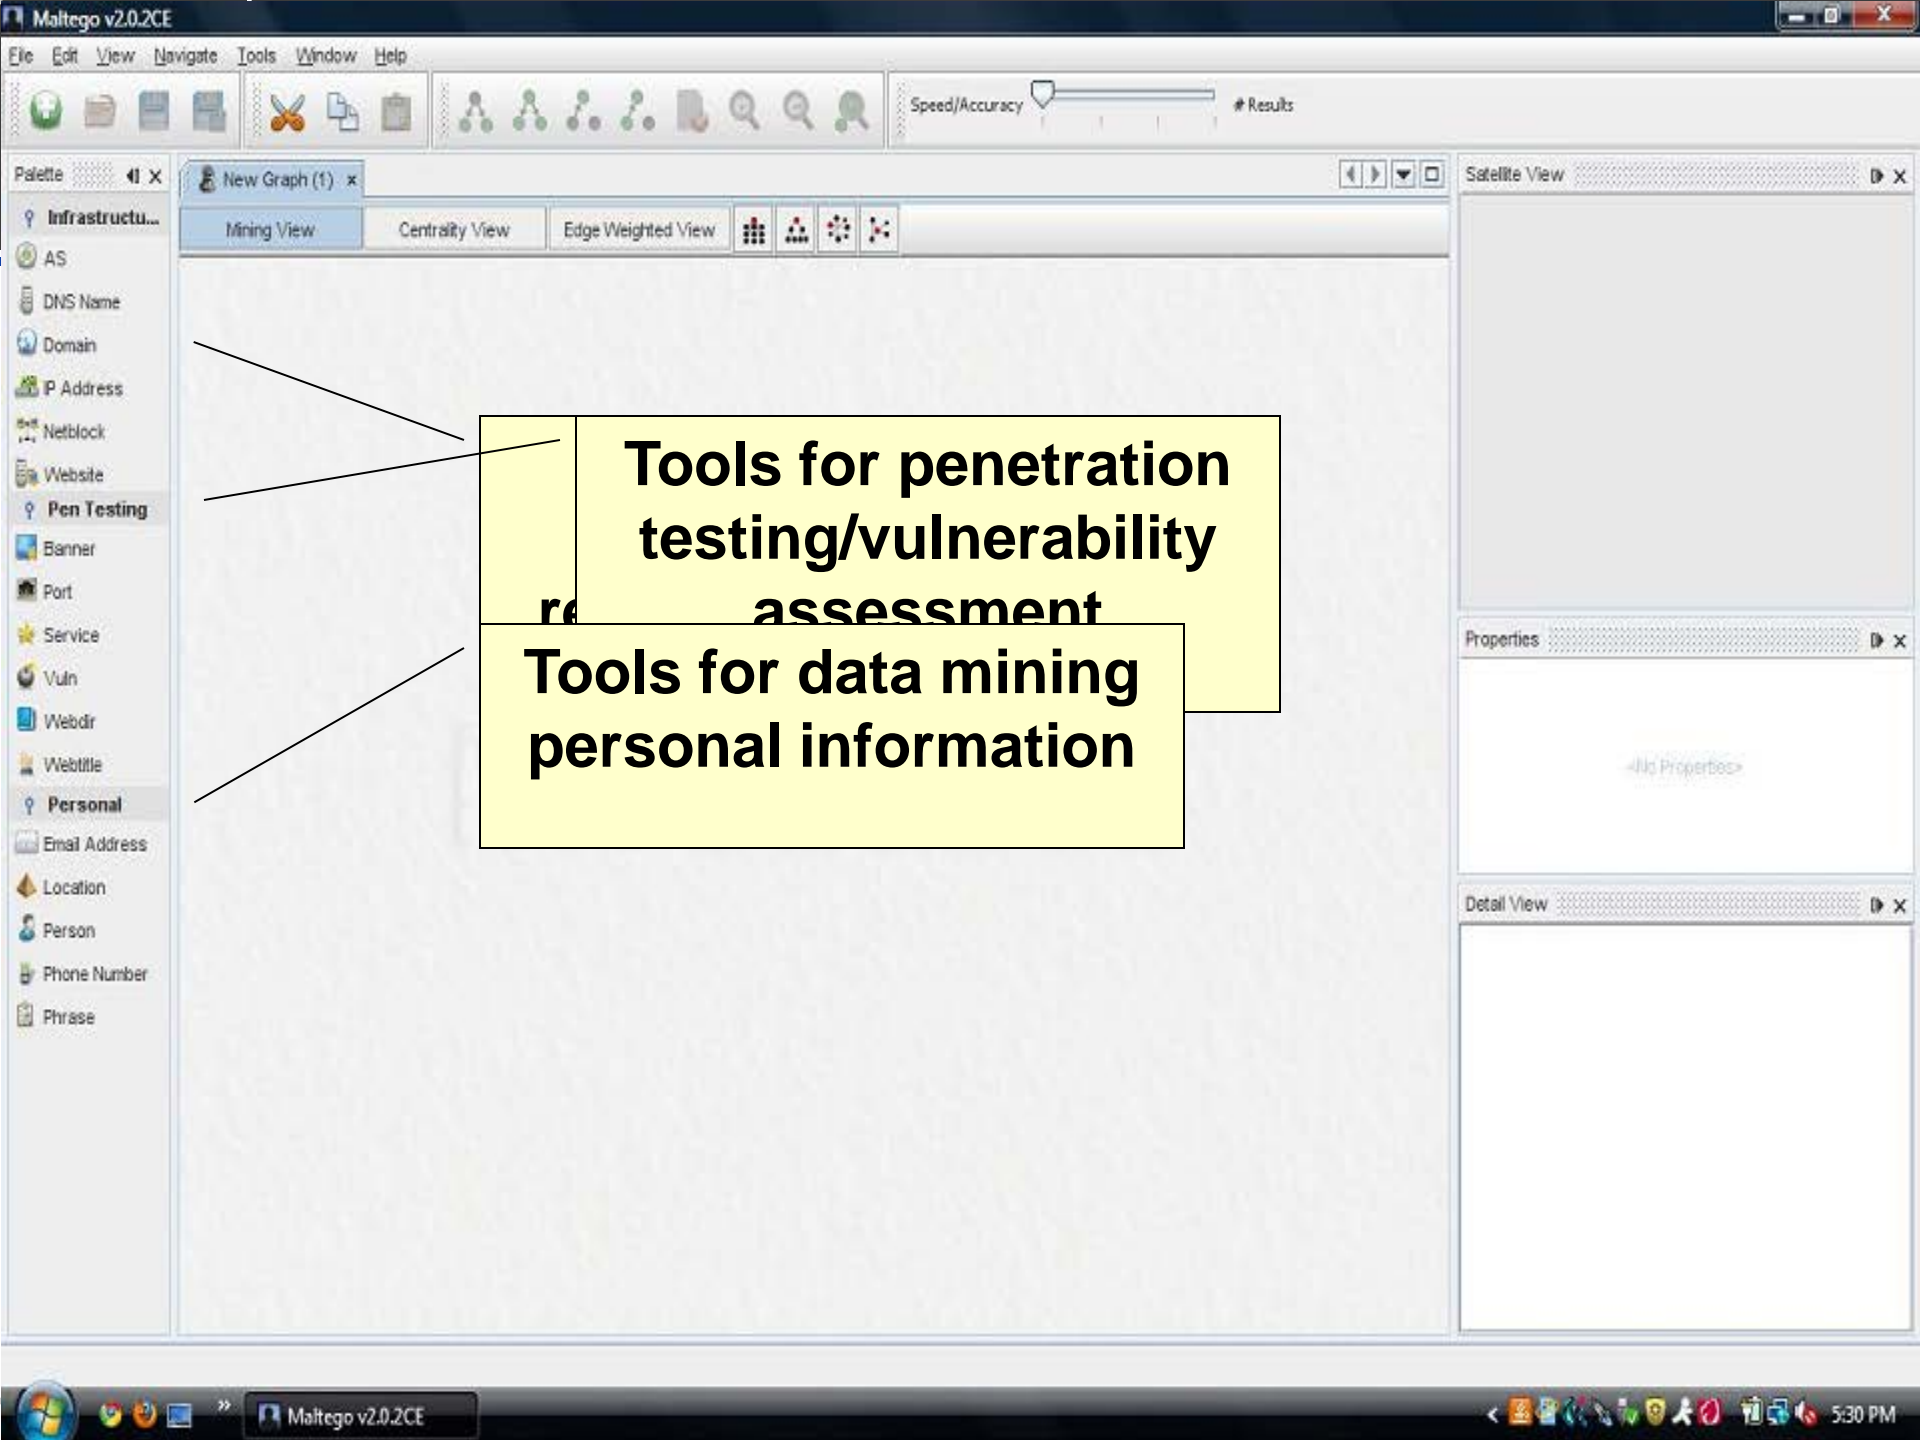 Maltego v2.0.2CE
File Edit View Navigate Tools Window Help
Speed/Accuracy # Results
Palette
Infrastructu...
AS
DNS Name
Domain
IP Address
Netblock
Website
Pen Testing
Banner
Port
Service
Vuln
Webdir
Webtitle
Personal
Email Address
Location
Person
Phone Number
Phrase
New Graph (1)
Mining View Centrality View Edge Weighted View
Tools for penetration
testing/vulnerability
assessment
Tools for data mining
personal information
Satellite View
Properties
<No Properties>
Detail View
Maltego v2.0.2CE
5:30 PM